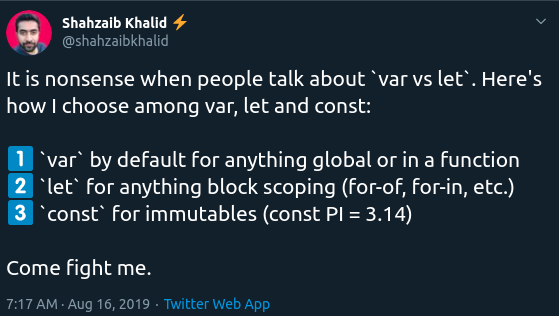 Shahzaib Khalid ⚡
@shahzaibkhalid
It is nonsense when people talk about `var vs let`. Here's
how I choose among var, let and const:
1️⃣ `var` by default for anything global or in a function
2️⃣ `let` for anything block scoping (for-of, for-in, etc.)
3️⃣ `const` for immutables (const PI = 3.14)
Come fight me.
7:17 AM · Aug 16, 2019 · Twitter Web App